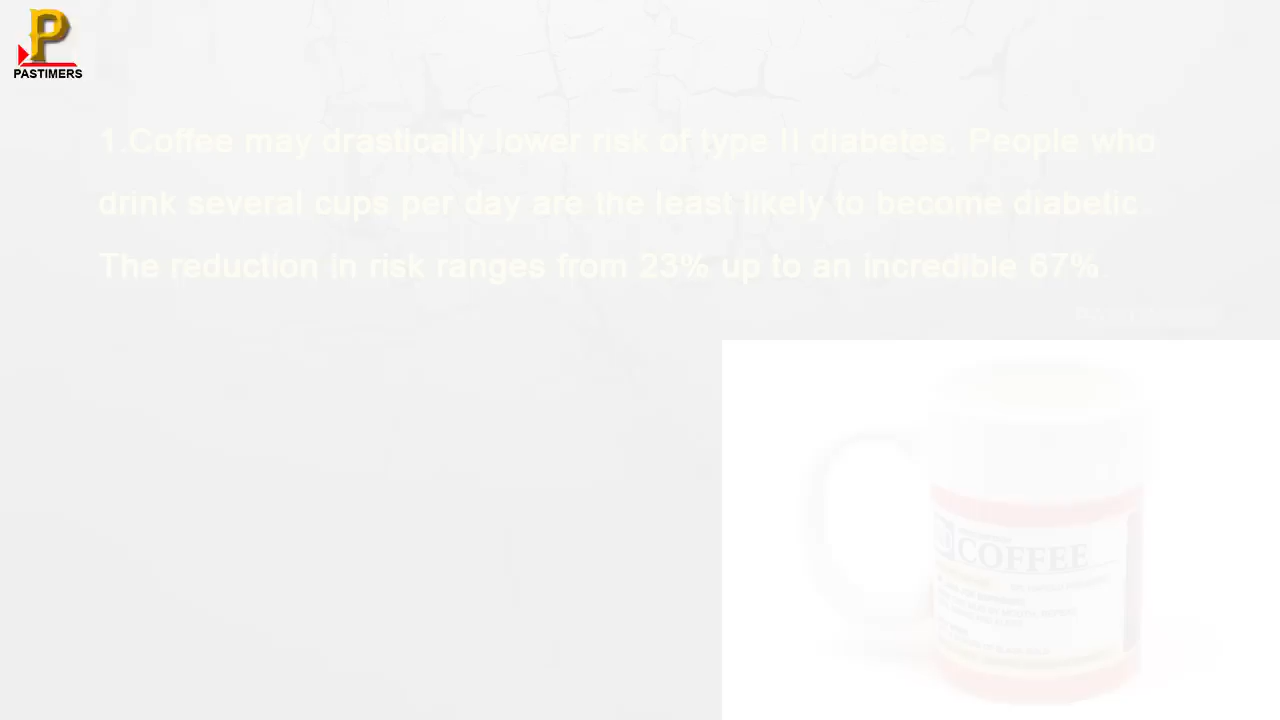 PASTIMERS
1.Coffee may drastically lower risk of type II diabetes. People who
drink several cups per day are the least likely to become diabetic.
The reduction in risk ranges from 23% up to an incredible 67%.
COFFEE